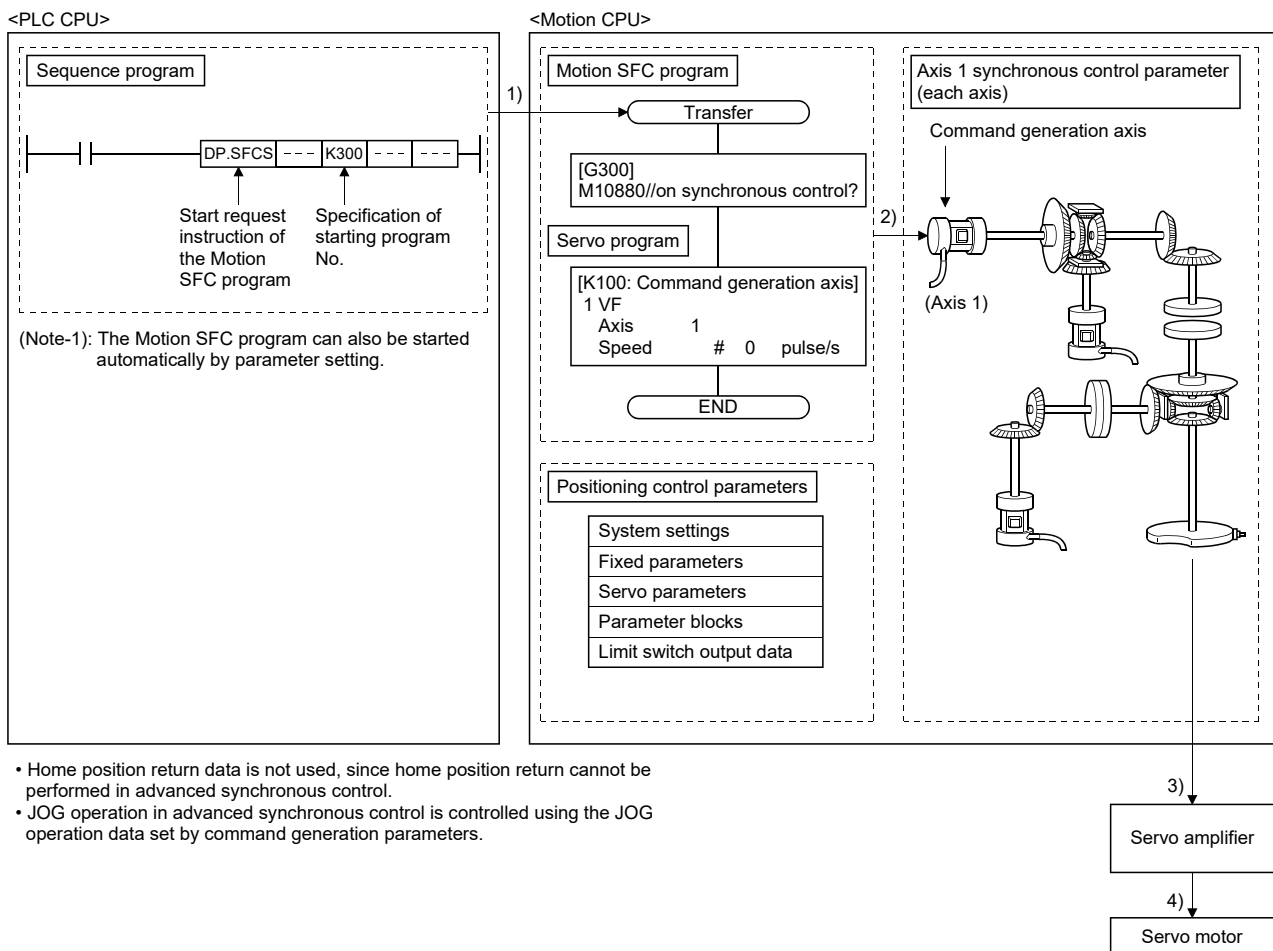 <PLC CPU>
Sequence program
DP.SFCS --- K300 --- ---
Start request
instruction of
the Motion
SFC program
Specification of
starting program
No.
(Note-1): The Motion SFC program can also be started
automatically by parameter setting.
1)
<Motion CPU>
Motion SFC program
Transfer
[G300]
M10880//on synchronous control?
Servo program
[K100: Command generation axis]
1 VF
Axis 1
Speed # 0 pulse/s
END
Positioning control parameters
System settings
Fixed parameters
Servo parameters
Parameter blocks
Limit switch output data
2)
Axis 1 synchronous control parameter
(each axis)
Command generation axis
(Axis 1)
• Home position return data is not used, since home position return cannot be
performed in advanced synchronous control.
• JOG operation in advanced synchronous control is controlled using the JOG
operation data set by command generation parameters.
3)
Servo amplifier
4)
Servo motor